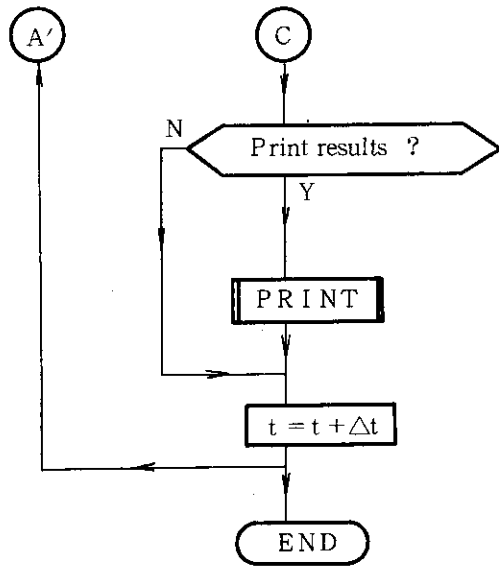 A′
C
N
Print results ?
Y
PRINT
t = t + △t
END